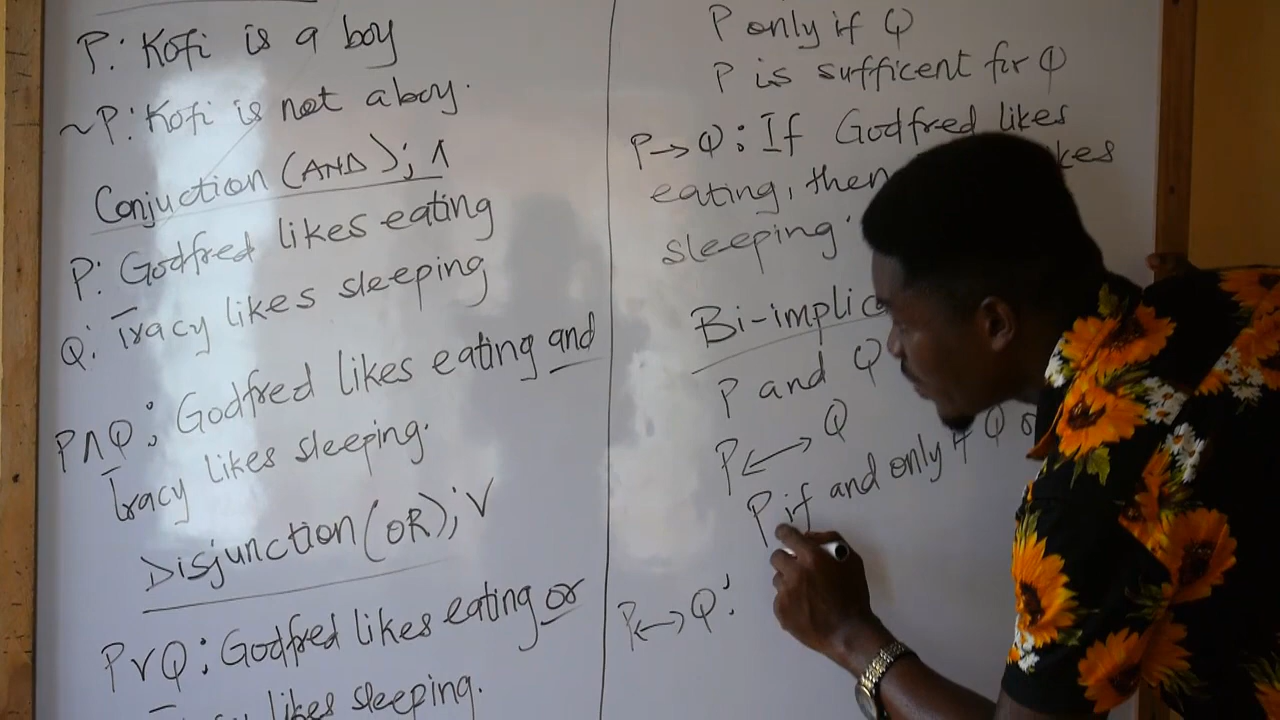 P: Kofi is a boy
~P: Kofi is not a boy.
Conjuction (AND); ∧
P: Godfred likes eating
Q: Tracy likes sleeping
P∧Q; Godfred likes eating and
Tracy likes sleeping.
Disjunction (OR); ∨
P∨Q: Godfred likes eating or
likes sleeping.
P only if Q
P is sufficent for Q
P→Q: If Godfred likes
eating, then
sleeping.
P and Q
P↔Q
P if and only if Q
P↔Q: